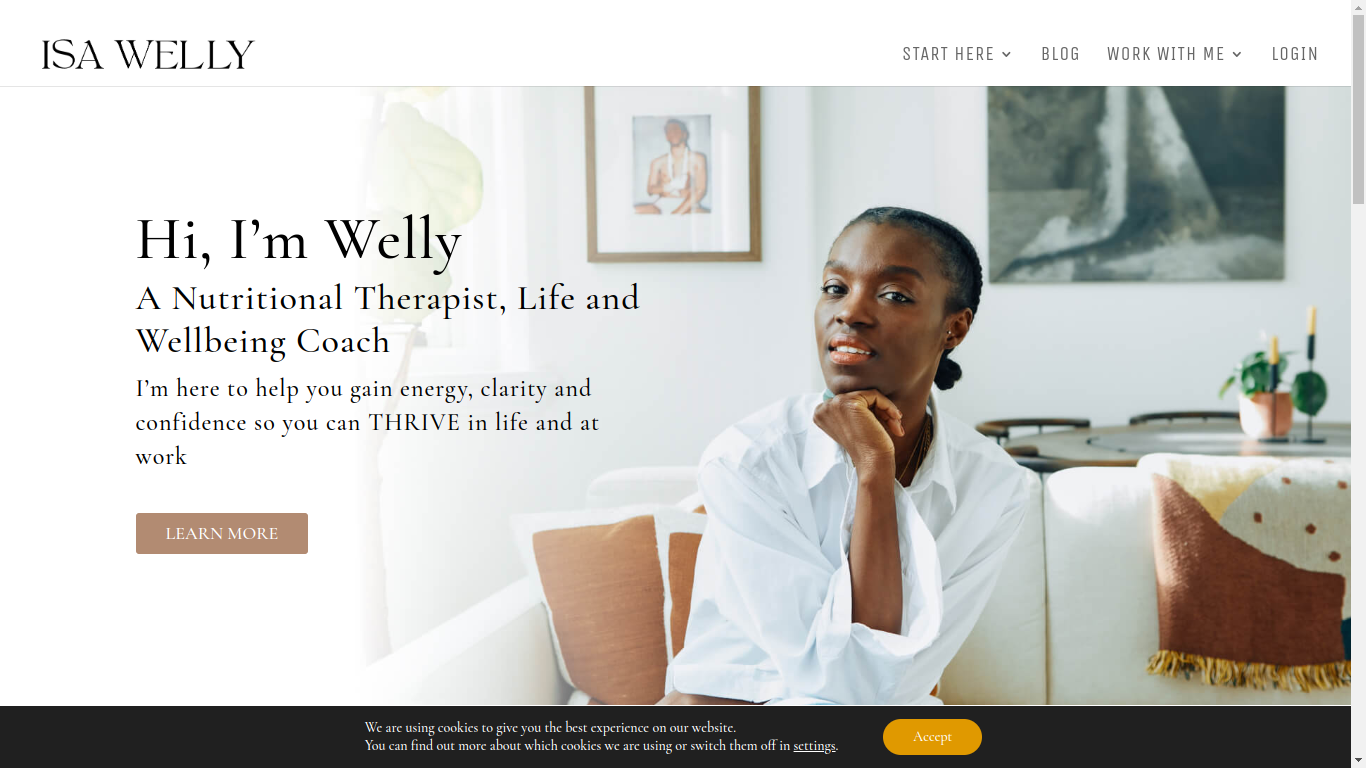 ISA WELLY
START HERE
BLOG
WORK WITH ME
LOGIN
Hi, I’m Welly
A Nutritional Therapist, Life and
Wellbeing Coach
I’m here to help you gain energy, clarity and
confidence so you can THRIVE in life and at
work
LEARN MORE
We are using cookies to give you the best experience on our website.
You can find out more about which cookies we are using or switch them off in settings.
Accept